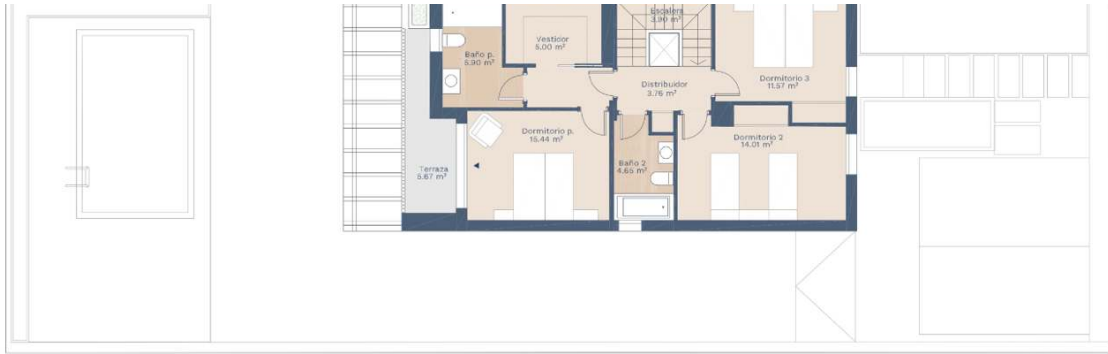 Escalera
3.90 m²
Vestidor
5.00 m²
Baño p.
5.90 m²
Distribuidor
3.76 m²
Dormitorio 3
11.57 m²
Dormitorio p.
15.44 m²
Dormitorio 2
14.01 m²
Baño 2
4.65 m²
Terraza
5.67 m²